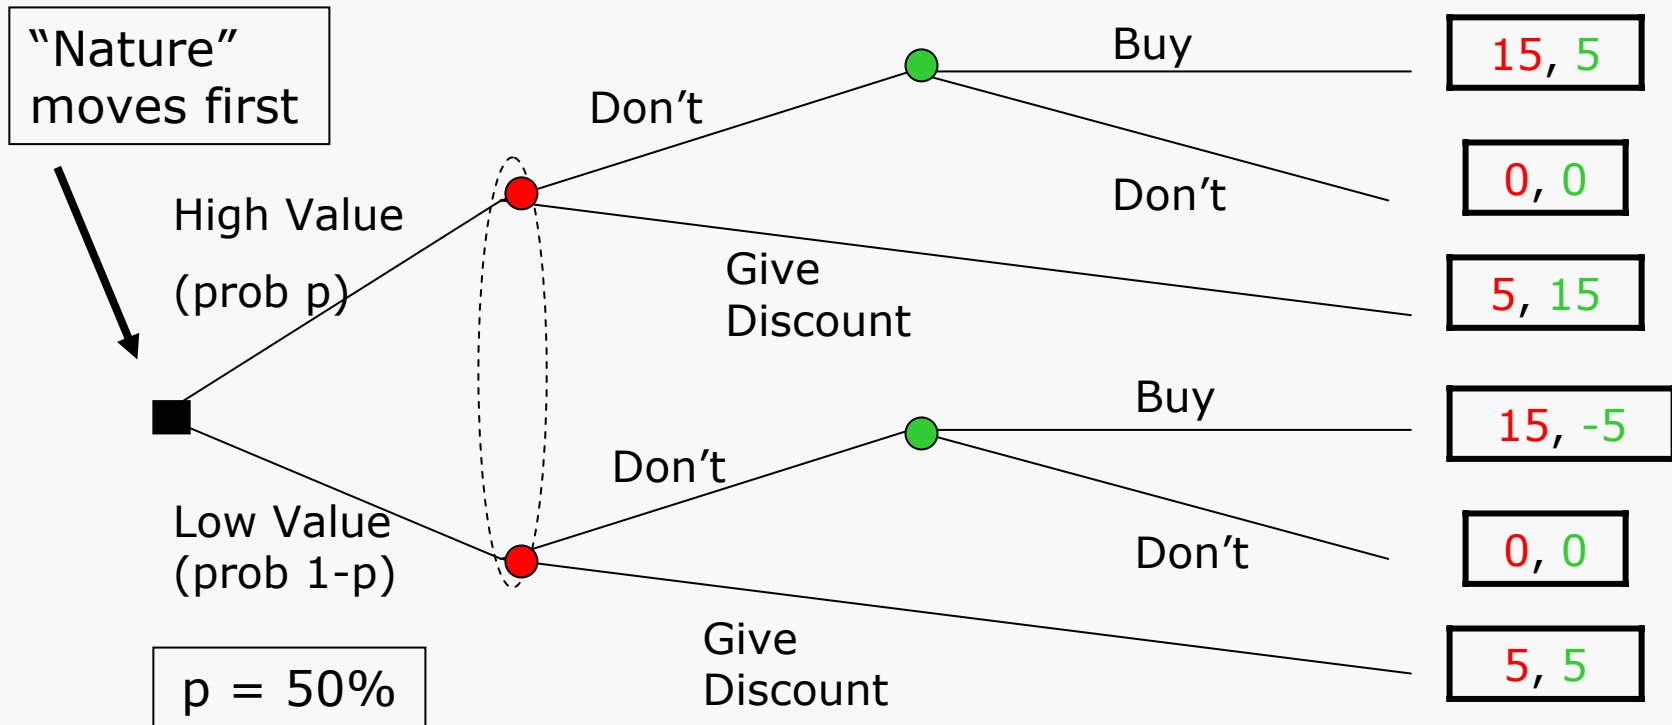 “Nature”
moves first
High Value
(prob p)
Low Value
(prob 1-p)
p = 50%
Don’t
Buy
Don’t
Give
Discount
Don’t
Buy
Don’t
Give
Discount
15, 5
0, 0
5, 15
15, -5
0, 0
5, 5